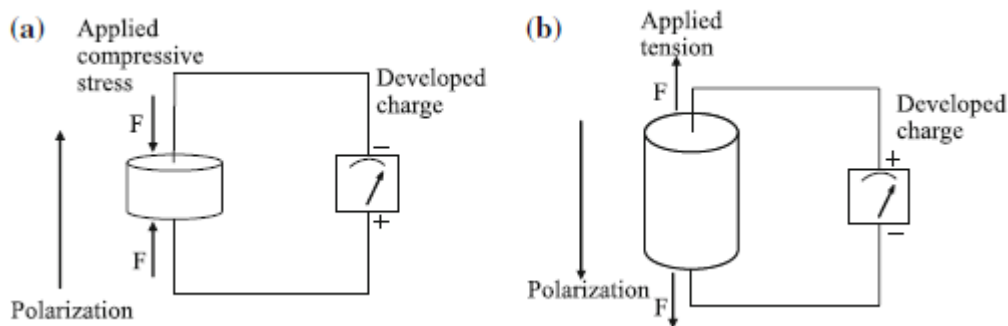 (a)
Applied
compressive
stress
F
Developed
charge
−
+
F
Polarization
(b)
Applied
tension
F
Developed
charge
+
−
Polarization
F